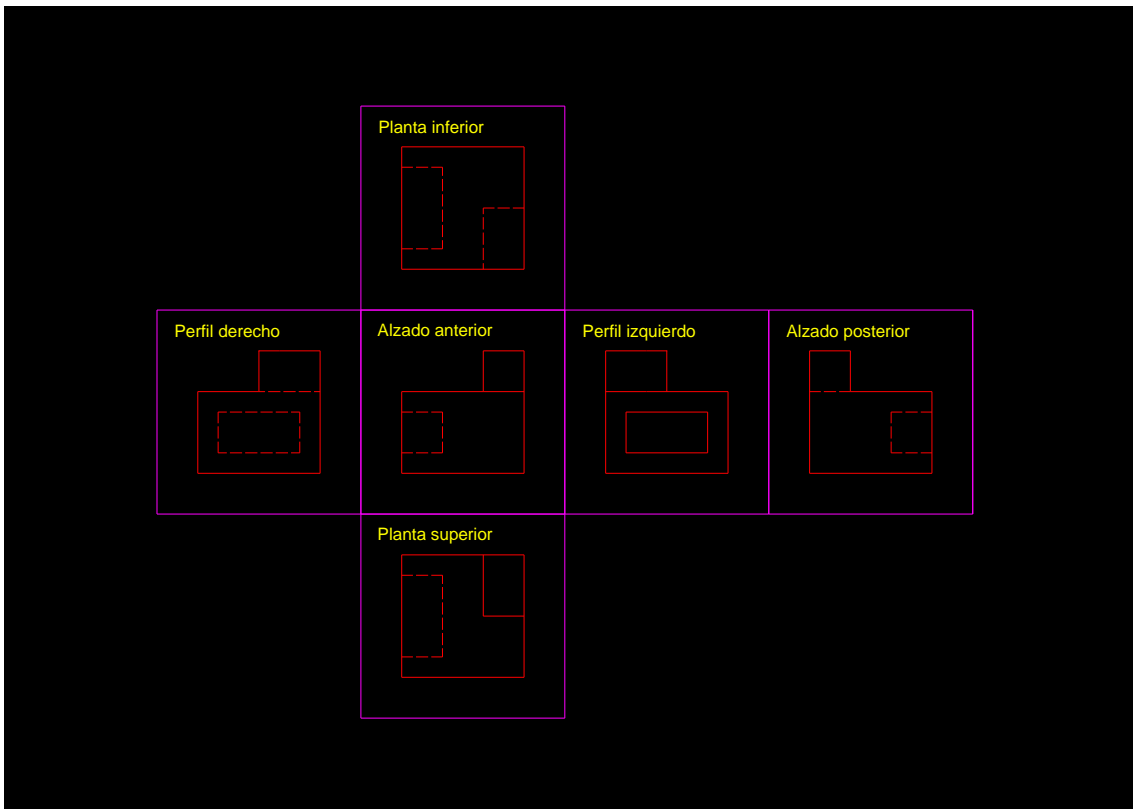 Planta inferior
Perfil derecho
Alzado anterior
Perfil izquierdo
Alzado posterior
Planta superior